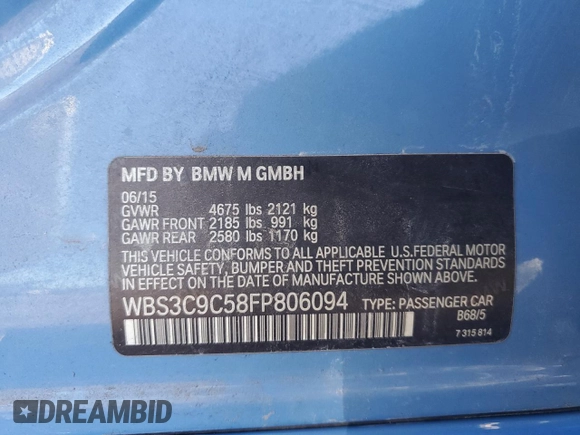 MFD BY BMW M GMBH
06/15
GVWR 4675 lbs 2121 kg
GAWR FRONT 2185 lbs 991 kg
GAWR REAR 2580 lbs 1170 kg
THIS VEHICLE CONFORMS TO ALL APPLICABLE U.S.FEDERAL MOTOR
VEHICLE SAFETY, BUMPER AND THEFT PREVENTION STANDARDS
IN EFFECT ON THE DATE OF MANUFACTURE SHOWN ABOVE.
WBS3C9C58FP806094 TYPE: PASSENGER CAR
B68/5
7 315 814
DREAMBID